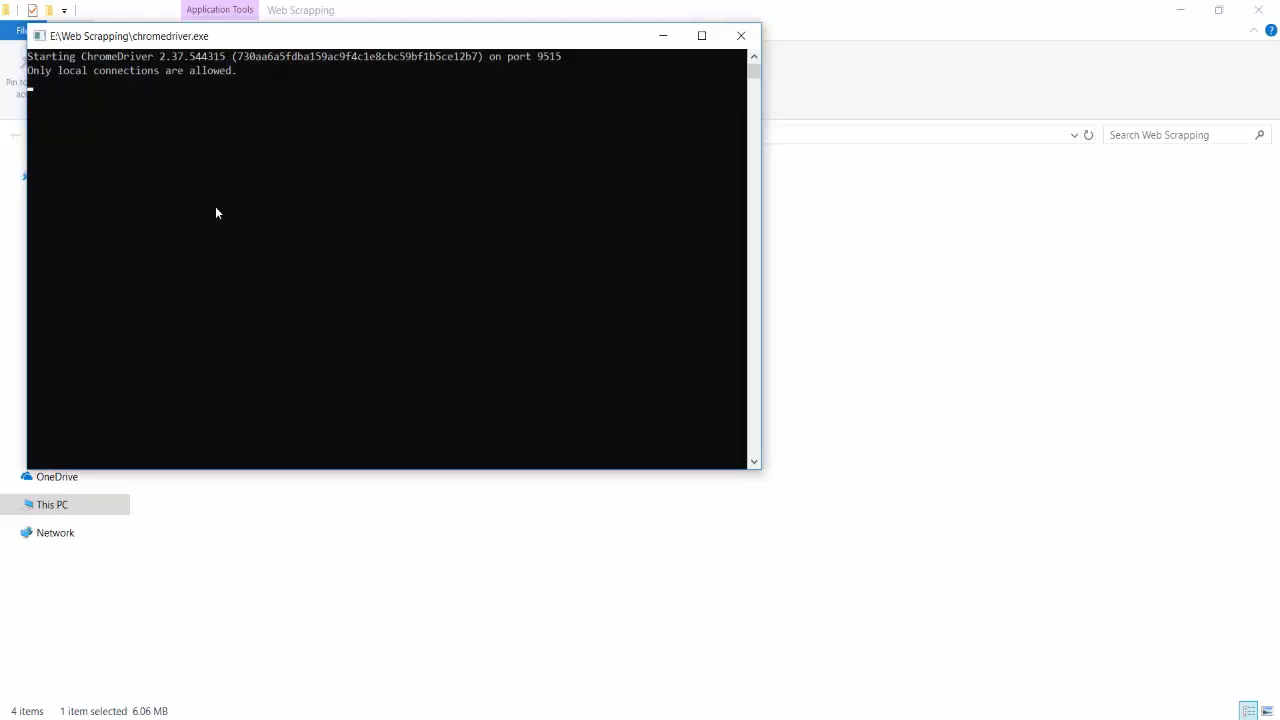 Application Tools
Web Scrapping
E:\Web Scrapping\chromedriver.exe
Starting ChromeDriver 2.37.544315 (730aa6a5fdba159ac9f4c1e8cbc59bf1b5ce12b7) on port 9515
Only local connections are allowed.
Search Web Scrapping
OneDrive
This PC
Network
4 items 1 item selected 6.06 MB